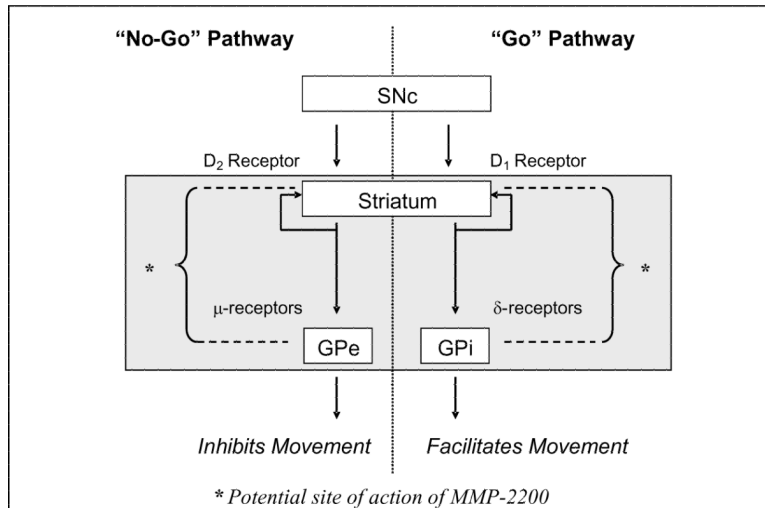 “No-Go” Pathway
“Go” Pathway
SNc
D₂ Receptor
D₁ Receptor
Striatum
*
*
μ-receptors
δ-receptors
GPe
GPi
Inhibits Movement
Facilitates Movement
* Potential site of action of MMP-2200